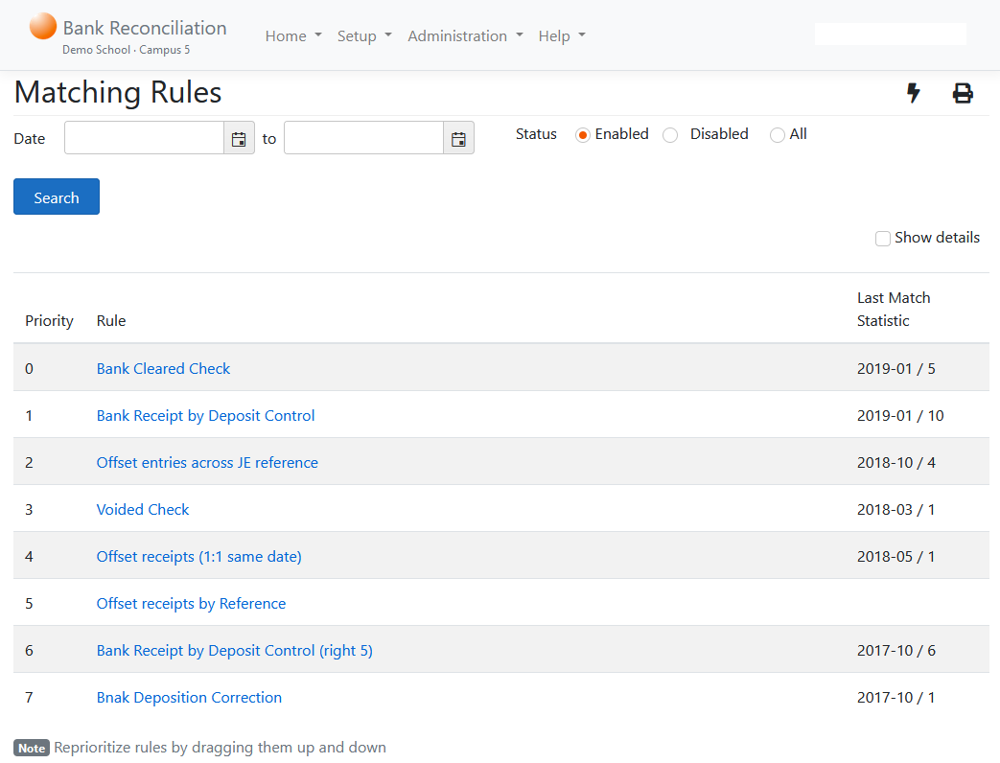 Bank Reconciliation
Demo School · Campus 5
Home Setup Administration Help
Matching Rules
Date to Status Enabled Disabled All
Search
Show details
Priority Rule Last Match Statistic
0 Bank Cleared Check 2019-01 / 5
1 Bank Receipt by Deposit Control 2019-01 / 10
2 Offset entries across JE reference 2018-10 / 4
3 Voided Check 2018-03 / 1
4 Offset receipts (1:1 same date) 2018-05 / 1
5 Offset receipts by Reference
6 Bank Receipt by Deposit Control (right 5) 2017-10 / 6
7 Bnak Deposition Correction 2017-10 / 1
Note Reprioritize rules by dragging them up and down